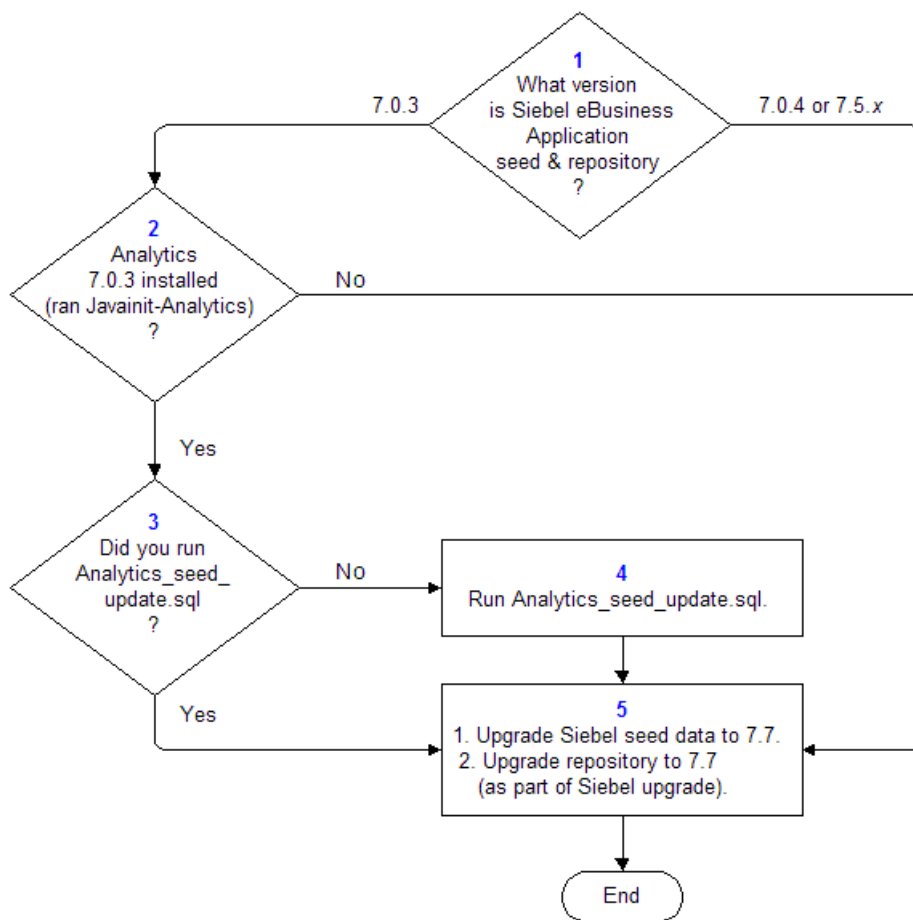 1
What version
is Siebel eBusiness
Application
seed & repository
?
7.0.3
7.0.4 or 7.5.x
2
Analytics
7.0.3 installed
(ran Javainit-Analytics)
?
No
Yes
3
Did you run
Analytics_seed_
update.sql
?
No
4
Run Analytics_seed_update.sql.
Yes
5
1. Upgrade Siebel seed data to 7.7.
2. Upgrade repository to 7.7
(as part of Siebel upgrade).
End